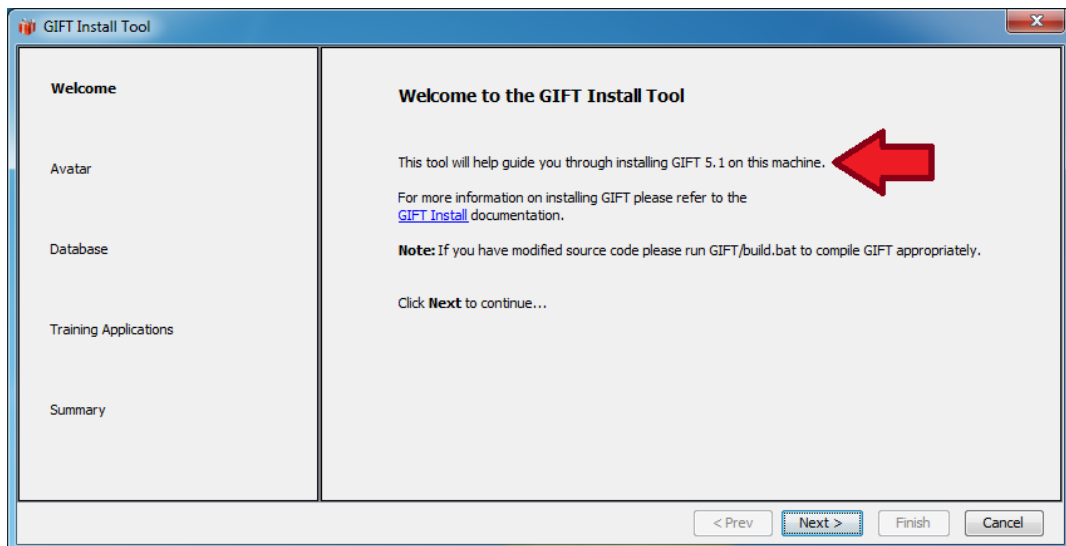 GIFT Install Tool
Welcome
Avatar
Database
Training Applications
Summary
Welcome to the GIFT Install Tool
This tool will help guide you through installing GIFT 5.1 on this machine.
For more information on installing GIFT please refer to the
GIFT Install documentation.
Note: If you have modified source code please run GIFT/build.bat to compile GIFT appropriately.
Click Next to continue...
< Prev
Next >
Finish
Cancel